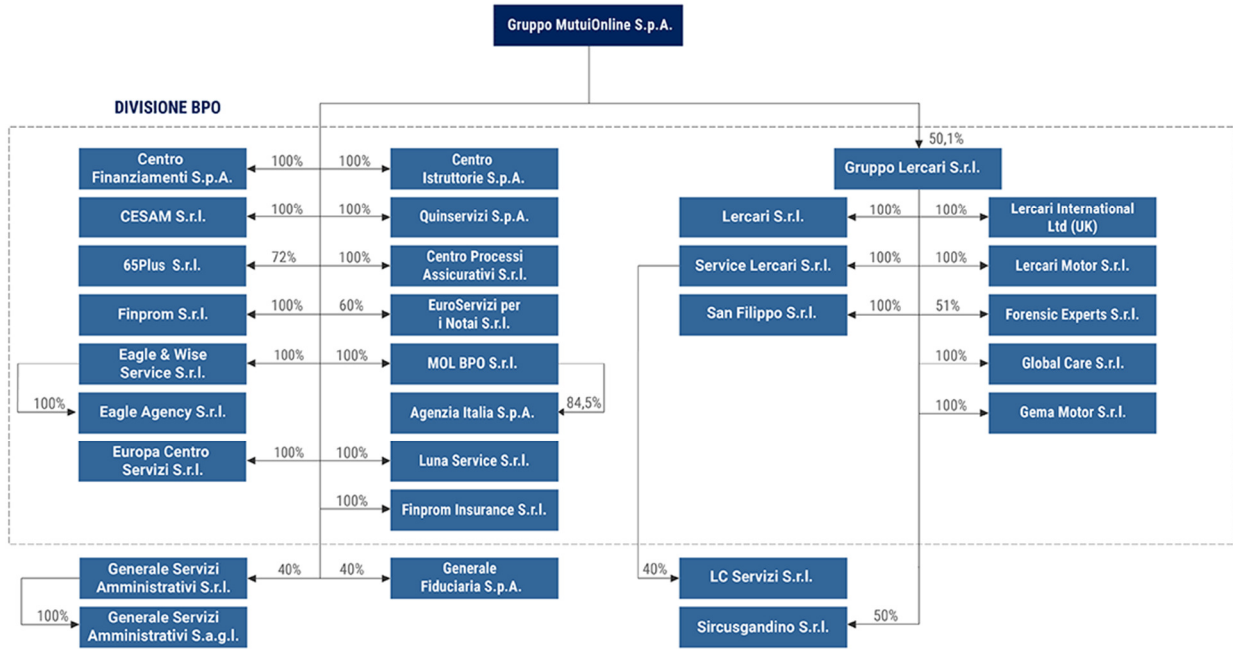 Gruppo MutuiOnline S.p.A.
DIVISIONE BPO
50,1%
Gruppo Lercari S.r.l.
Centro
Finanziamenti S.p.A.
100%
100%
Centro
Istruttorie S.p.A.
CESAM S.r.l.
100%
100%
Quinservizi S.p.A.
65Plus S.r.l.
72%
100%
Centro Processi
Assicurativi S.r.l.
Finprom S.r.l.
100%
60%
EuroServizi per
i Notai S.r.l.
Eagle & Wise
Service S.r.l.
100%
100%
MOL BPO S.r.l.
100%
Eagle Agency S.r.l.
Agenzia Italia S.p.A.
84,5%
Europa Centro
Servizi S.r.l.
100%
100%
Luna Service S.r.l.
100%
Finprom Insurance S.r.l.
Generale Servizi
Amministrativi S.r.l.
40%
40%
Generale
Fiduciaria S.p.A.
100%
Generale Servizi
Amministrativi S.a.g.l.
Lercari S.r.l.
100%
100%
Lercari International
Ltd (UK)
Service Lercari S.r.l.
100%
100%
Lercari Motor S.r.l.
San Filippo S.r.l.
100%
51%
Forensic Experts S.r.l.
100%
Global Care S.r.l.
100%
Gema Motor S.r.l.
40%
LC Servizi S.r.l.
Sircusgandino S.r.l.
50%